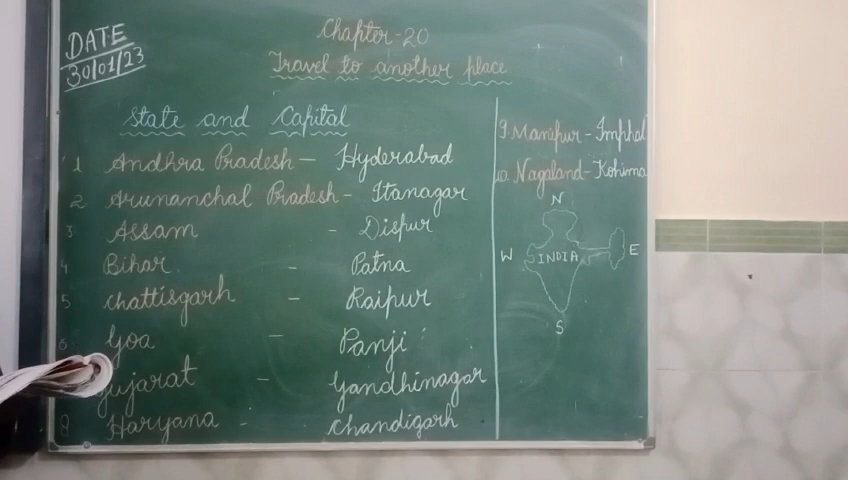 DATE
30/01/23
Chapter-20
Travel to another place
State and Capital
1 Andhra Pradesh - Hyderabad
2 Arunanchal Pradesh - Itanagar
3 Assam - Dispur
4 Bihar - Patna
5 Chattisgarh - Raipur
6 Goa - Panji
Gujarat - Gandhinagar
8 Haryana - Chandigarh
9. Manipur - Imphal
10. Nagaland - Kohima
N
W INDIA E
S